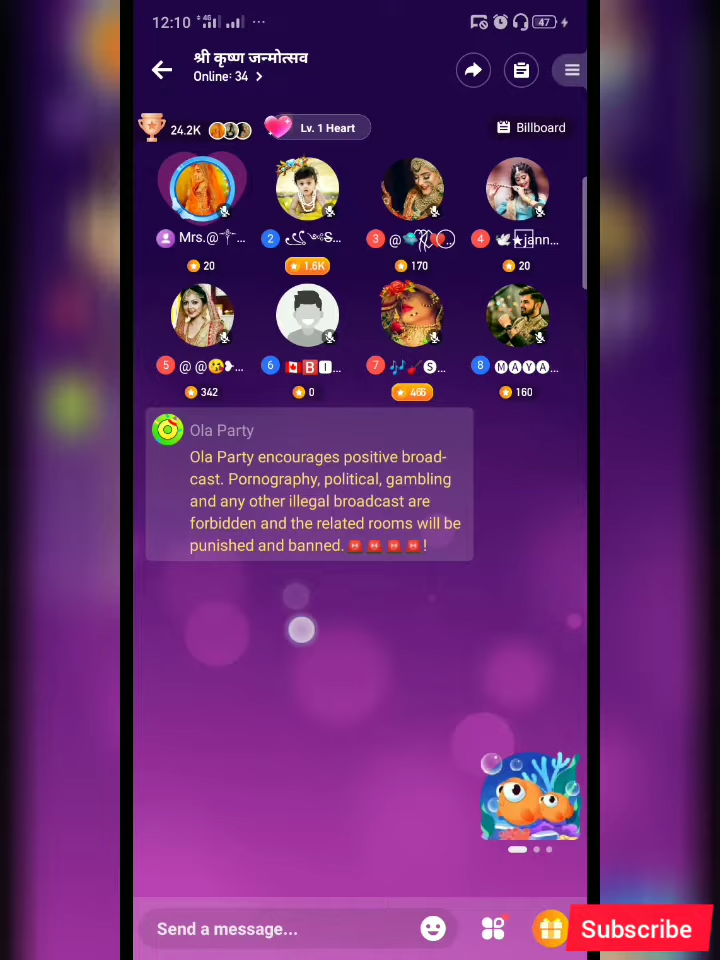 12:10
47
श्री कृष्ण जन्मोत्सव
Online: 34
24.2K
Lv. 1 Heart
Billboard
Mrs.@
2
3 @
4
jann...
20
1.6K
170
20
5 @ @
6 🅱🅸...
7 🅢...
8 🅜🅐🅨🅐...
342
0
466
160
Ola Party
Ola Party encourages positive broad-
cast. Pornography, political, gambling
and any other illegal broadcast are
forbidden and the related rooms will be
punished and banned. 🚨 🚨 🚨 🚨!
Send a message...
Subscribe